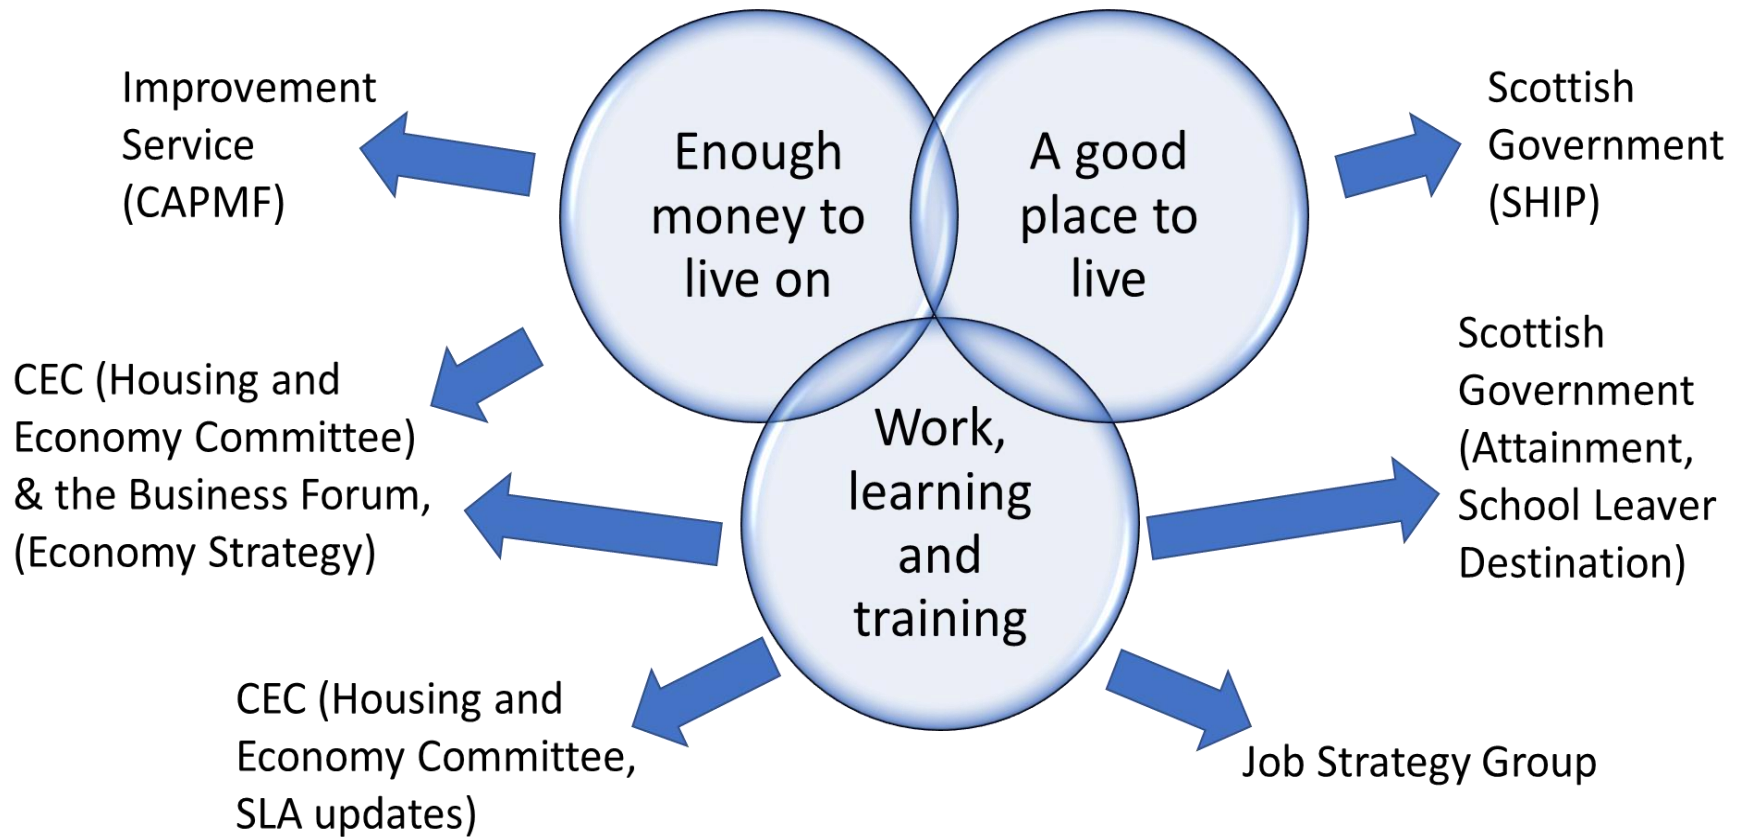 Improvement
Service
(CAPMF)
Enough
money to
live on
A good
place to
live
Scottish
Government
(SHIP)
CEC (Housing and
Economy Committee)
& the Business Forum,
(Economy Strategy)
Work,
learning
and
training
Scottish
Government
(Attainment,
School Leaver
Destination)
CEC (Housing and
Economy Committee,
SLA updates)
Job Strategy Group